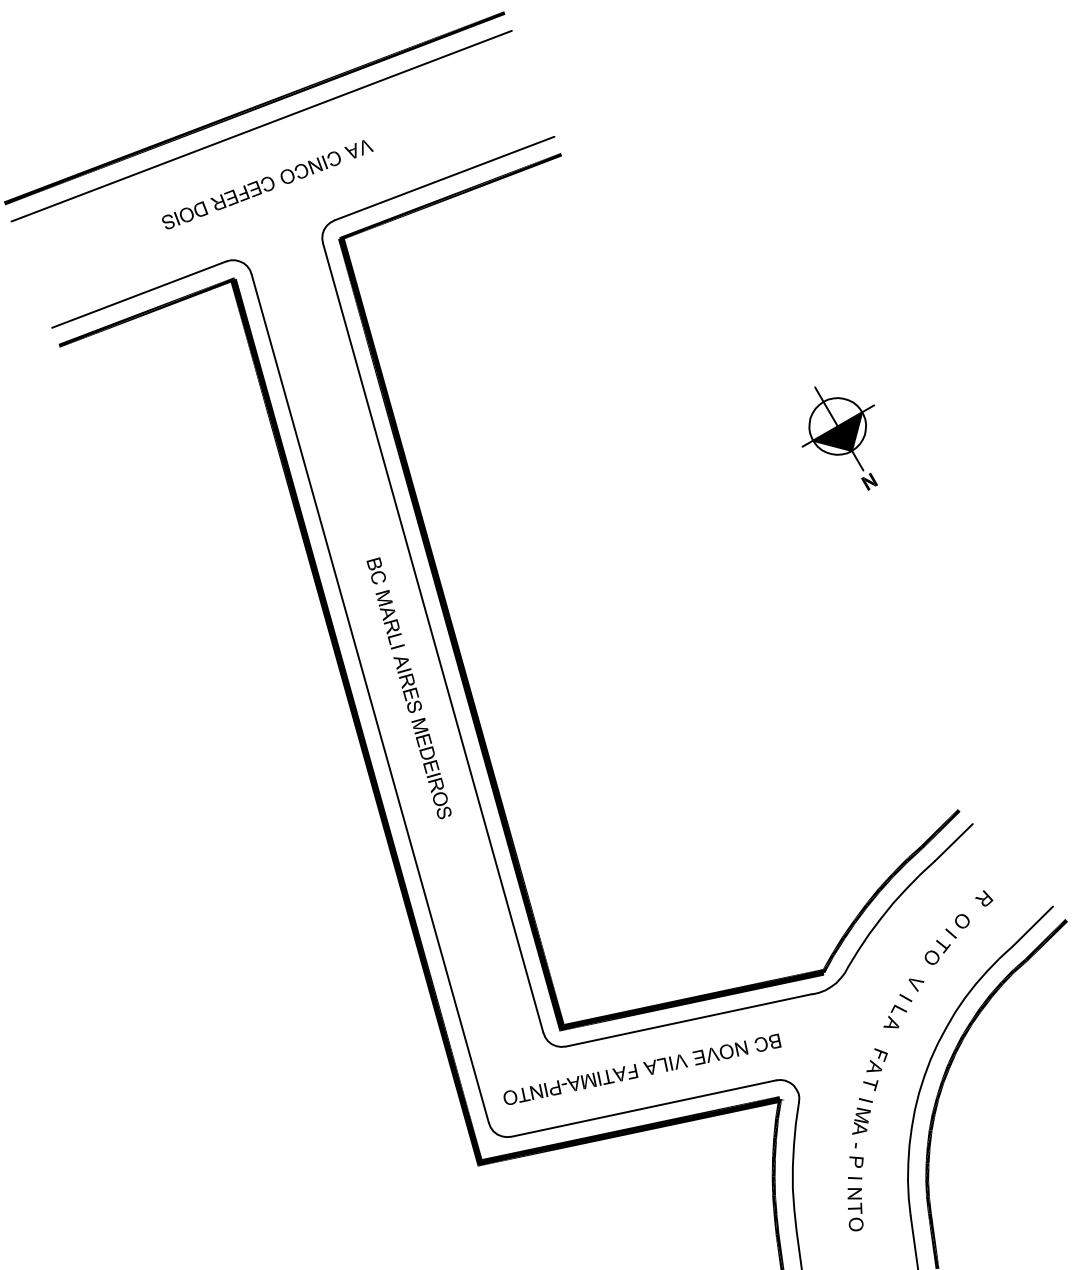 VA CINCO CEFER DOIS
N
BC MARLI AIRES MEDEIROS
R OITO VILA FATIMA-PINTO
BC NOVE VILA FATIMA-PINTO